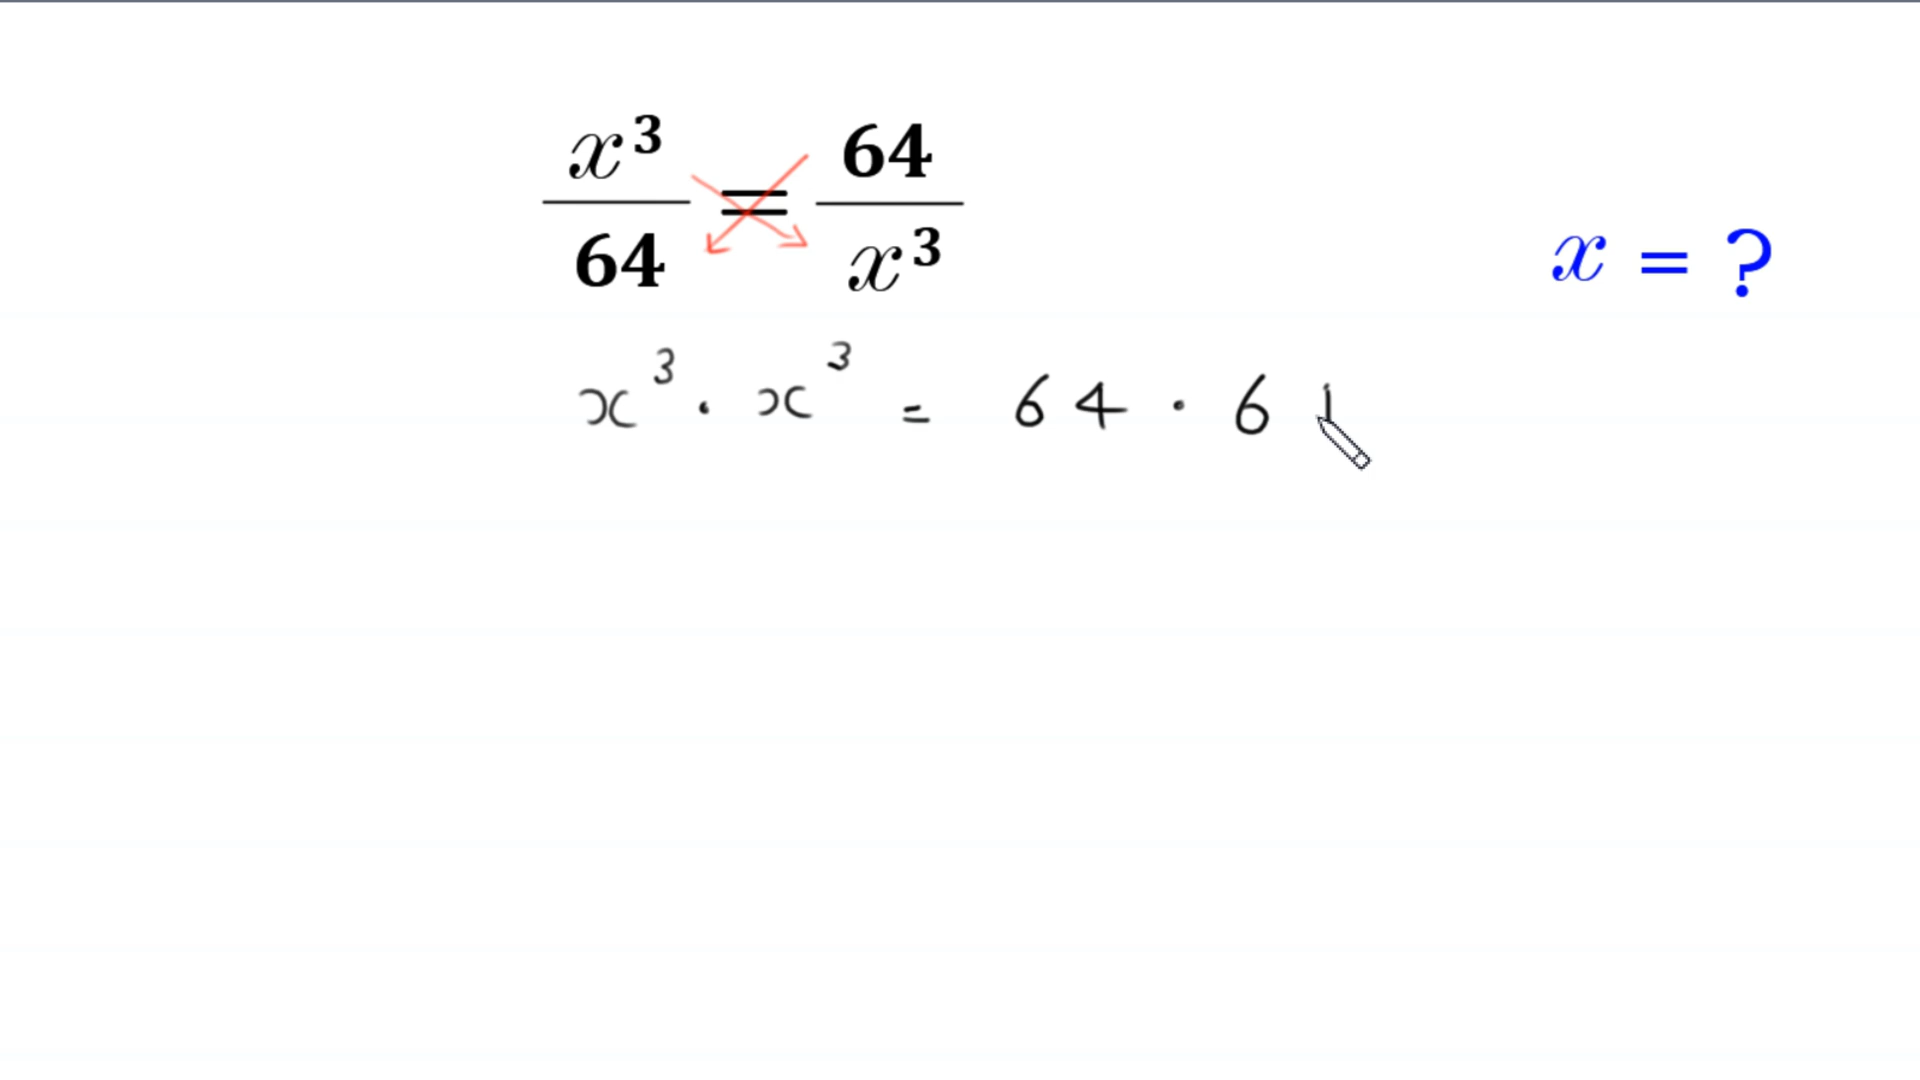 x³/64 = 64/x³
x = ?
x³ · x³ = 64 · 6